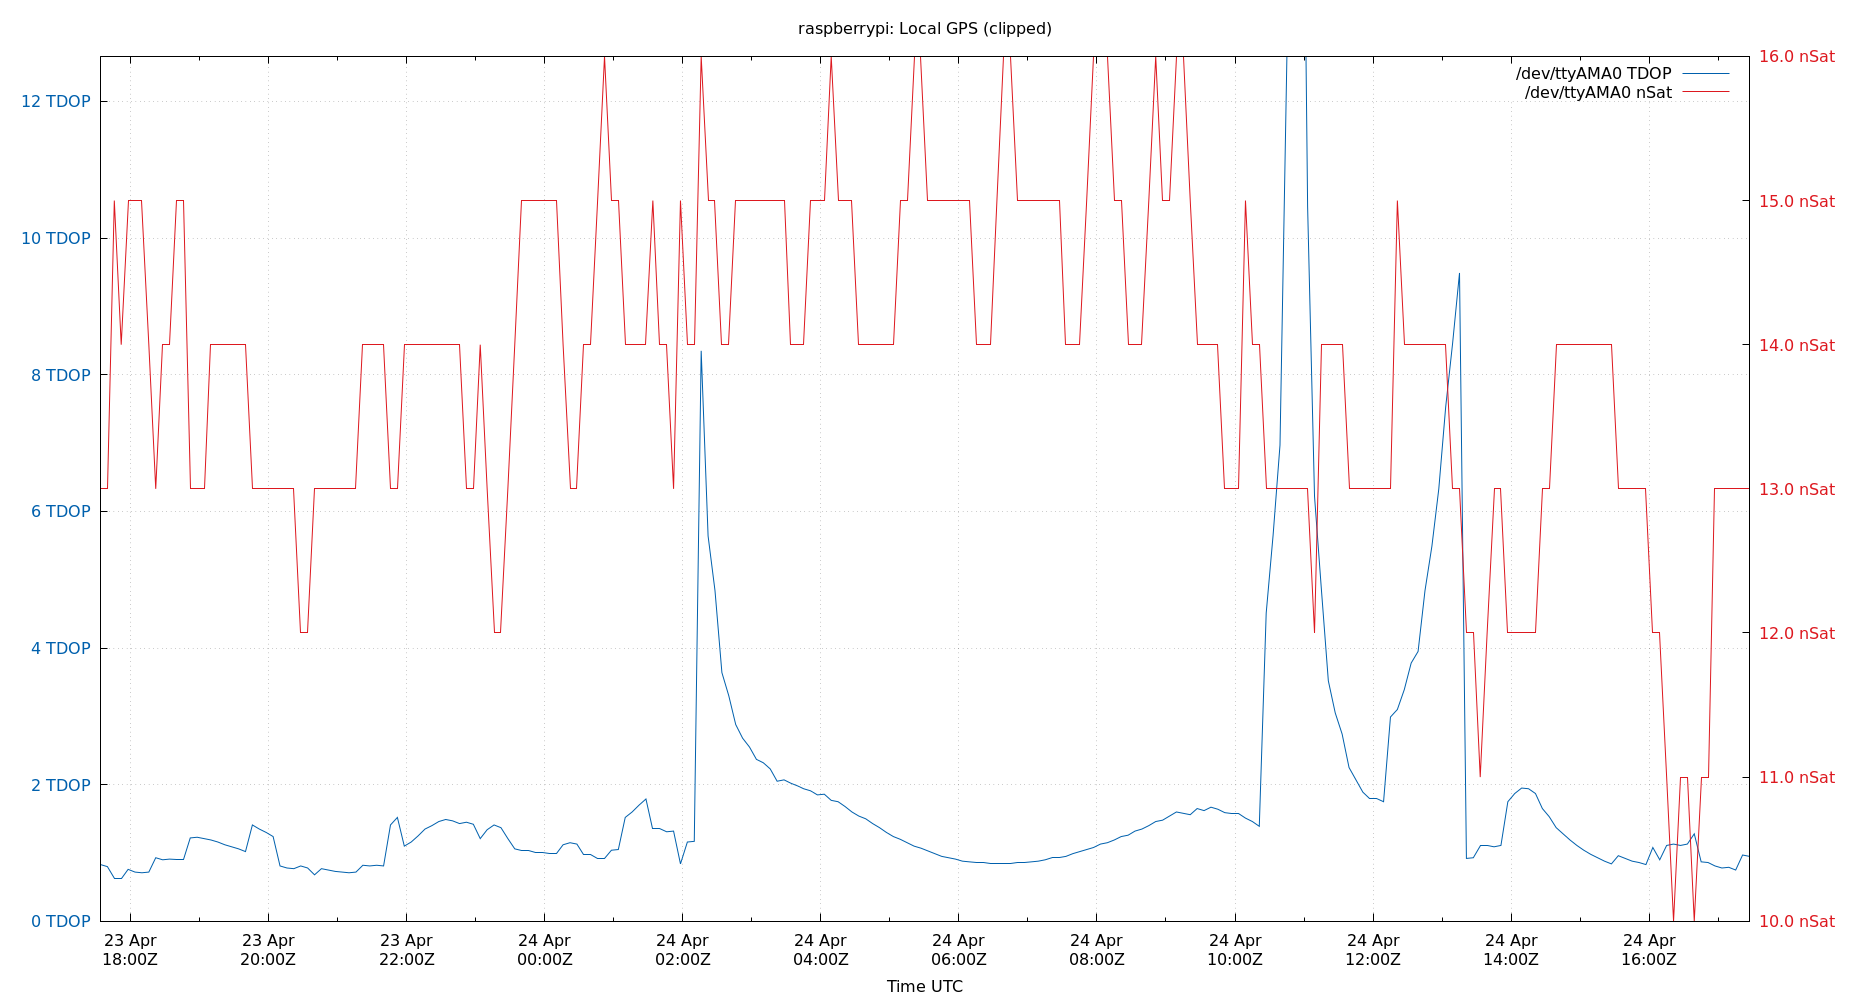 raspberrypi: Local GPS (clipped)
/dev/ttyAMA0 TDOP
/dev/ttyAMA0 nSat
12 TDOP
10 TDOP
8 TDOP
6 TDOP
4 TDOP
2 TDOP
0 TDOP
16.0 nSat
15.0 nSat
14.0 nSat
13.0 nSat
12.0 nSat
11.0 nSat
10.0 nSat
23 Apr 23 Apr 23 Apr 24 Apr 24 Apr 24 Apr 24 Apr 24 Apr 24 Apr 24 Apr 24 Apr 24 Apr
18:00Z 20:00Z 22:00Z 00:00Z 02:00Z 04:00Z 06:00Z 08:00Z 10:00Z 12:00Z 14:00Z 16:00Z
Time UTC